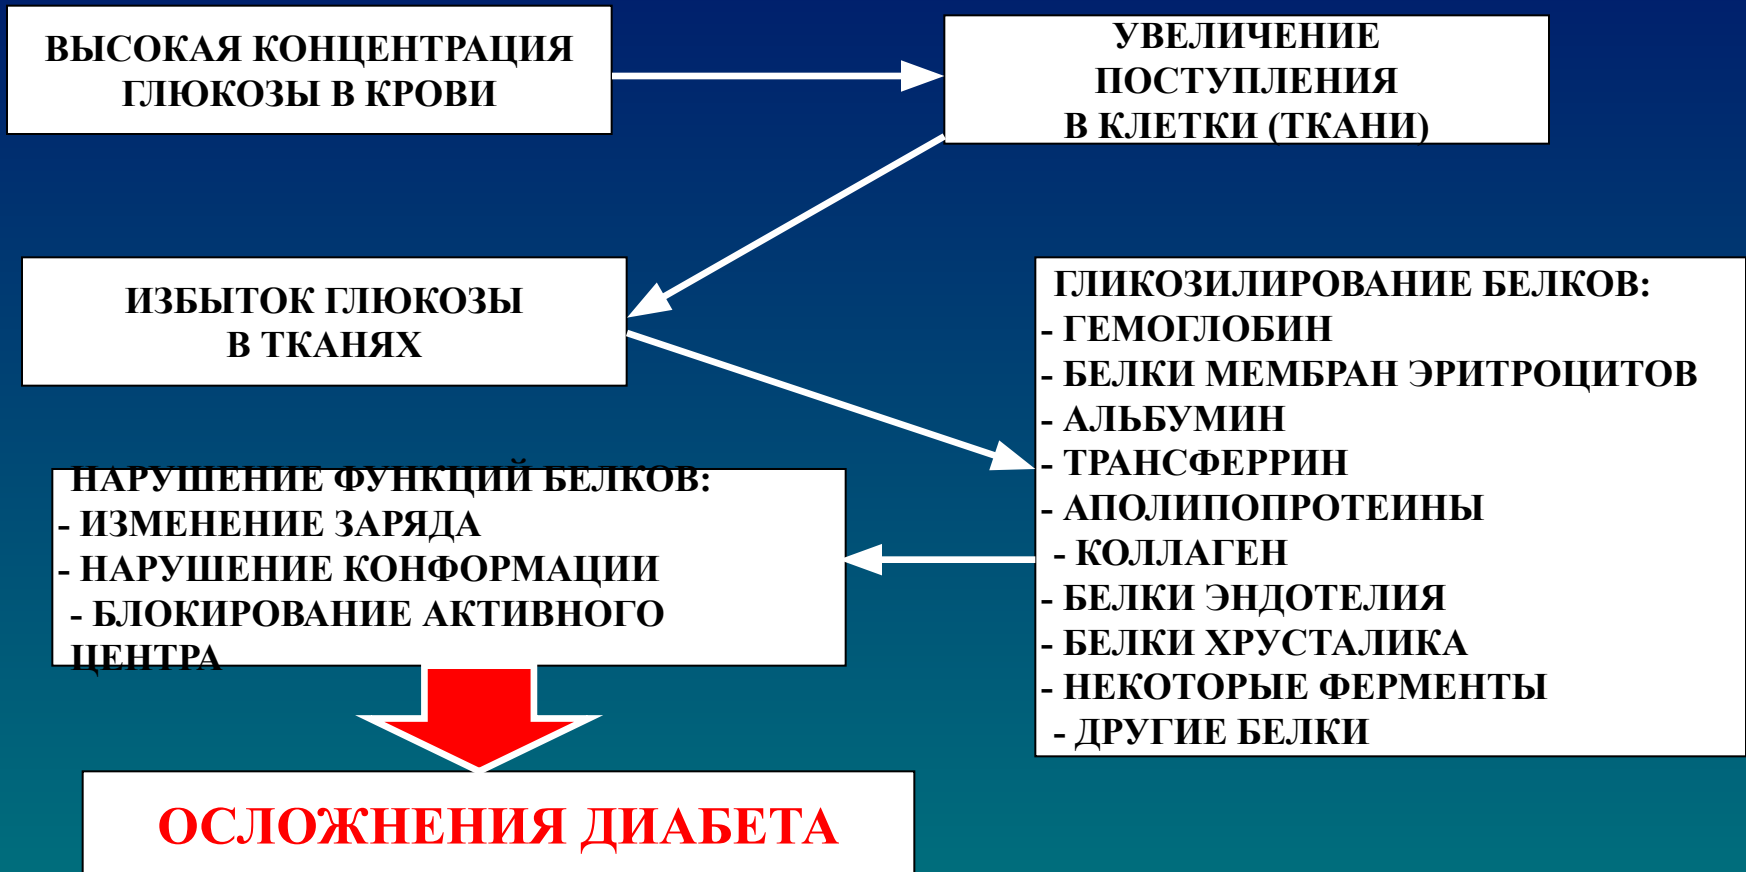 ВЫСОКАЯ КОНЦЕНТРАЦИЯ
ГЛЮКОЗЫ В КРОВИ
УВЕЛИЧЕНИЕ
ПОСТУПЛЕНИЯ
В КЛЕТКИ (ТКАНИ)
ИЗБЫТОК ГЛЮКОЗЫ
В ТКАНЯХ
ГЛИКОЗИЛИРОВАНИЕ БЕЛКОВ:
- ГЕМОГЛОБИН
- БЕЛКИ МЕМБРАН ЭРИТРОЦИТОВ
- АЛЬБУМИН
- ТРАНСФЕРРИН
- АПОЛИПОПРОТЕИНЫ
- КОЛЛАГЕН
- БЕЛКИ ЭНДОТЕЛИЯ
- БЕЛКИ ХРУСТАЛИКА
- НЕКОТОРЫЕ ФЕРМЕНТЫ
- ДРУГИЕ БЕЛКИ
НАРУШЕНИЕ ФУНКЦИЙ БЕЛКОВ:
- ИЗМЕНЕНИЕ ЗАРЯДА
- НАРУШЕНИЕ КОНФОРМАЦИИ
- БЛОКИРОВАНИЕ АКТИВНОГО
ЦЕНТРА
ОСЛОЖНЕНИЯ ДИАБЕТА